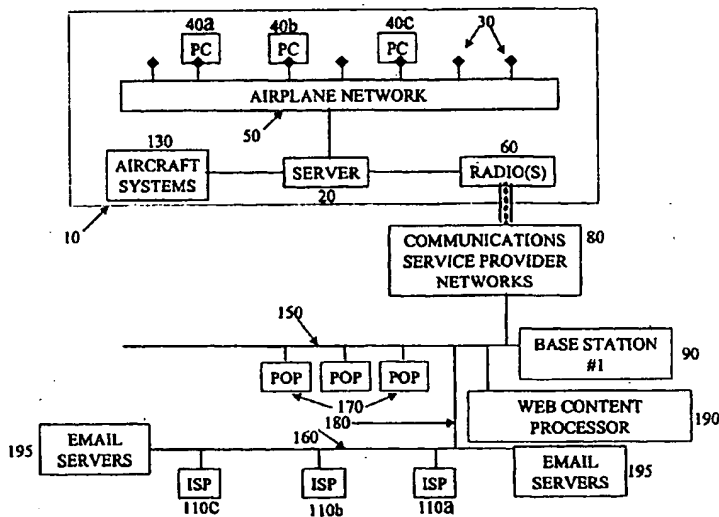 40a 40b 40c 30
PC PC PC
AIRPLANE NETWORK
50
130 60
AIRCRAFT
SYSTEMS
SERVER
RADIO(S)
20
10
COMMUNICATIONS
SERVICE PROVIDER
NETWORKS
80
150
BASE STATION
#1
90
POP POP POP
170
180
WEB CONTENT
PROCESSOR
190
160
195
EMAIL
SERVERS
EMAIL
SERVERS
195
ISP ISP ISP
110c 110b 110a